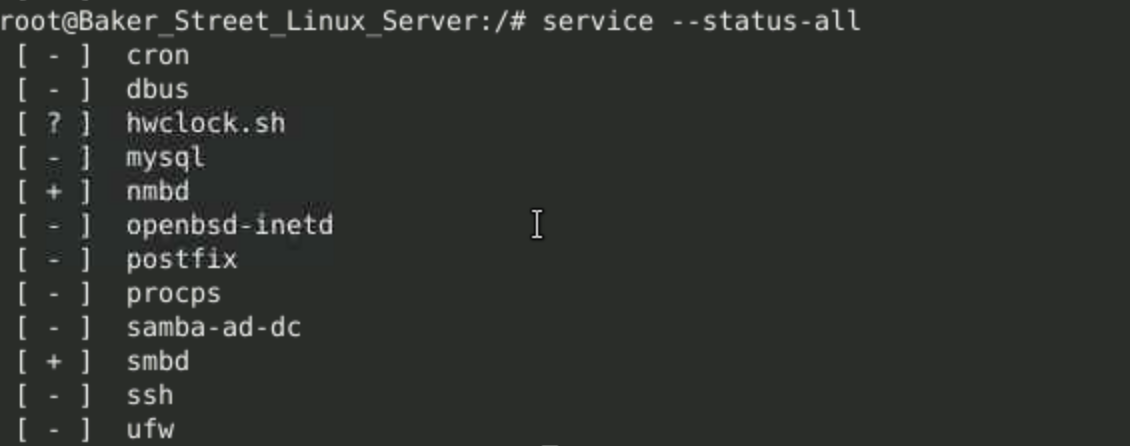 root@Baker_Street_Linux_Server:/# service --status-all
[ - ] cron
[ - ] dbus
[ ? ] hwclock.sh
[ - ] mysql
[ + ] nmbd
[ - ] openbsd-inetd
[ - ] postfix
[ - ] procps
[ - ] samba-ad-dc
[ + ] smbd
[ - ] ssh
[ - ] ufw